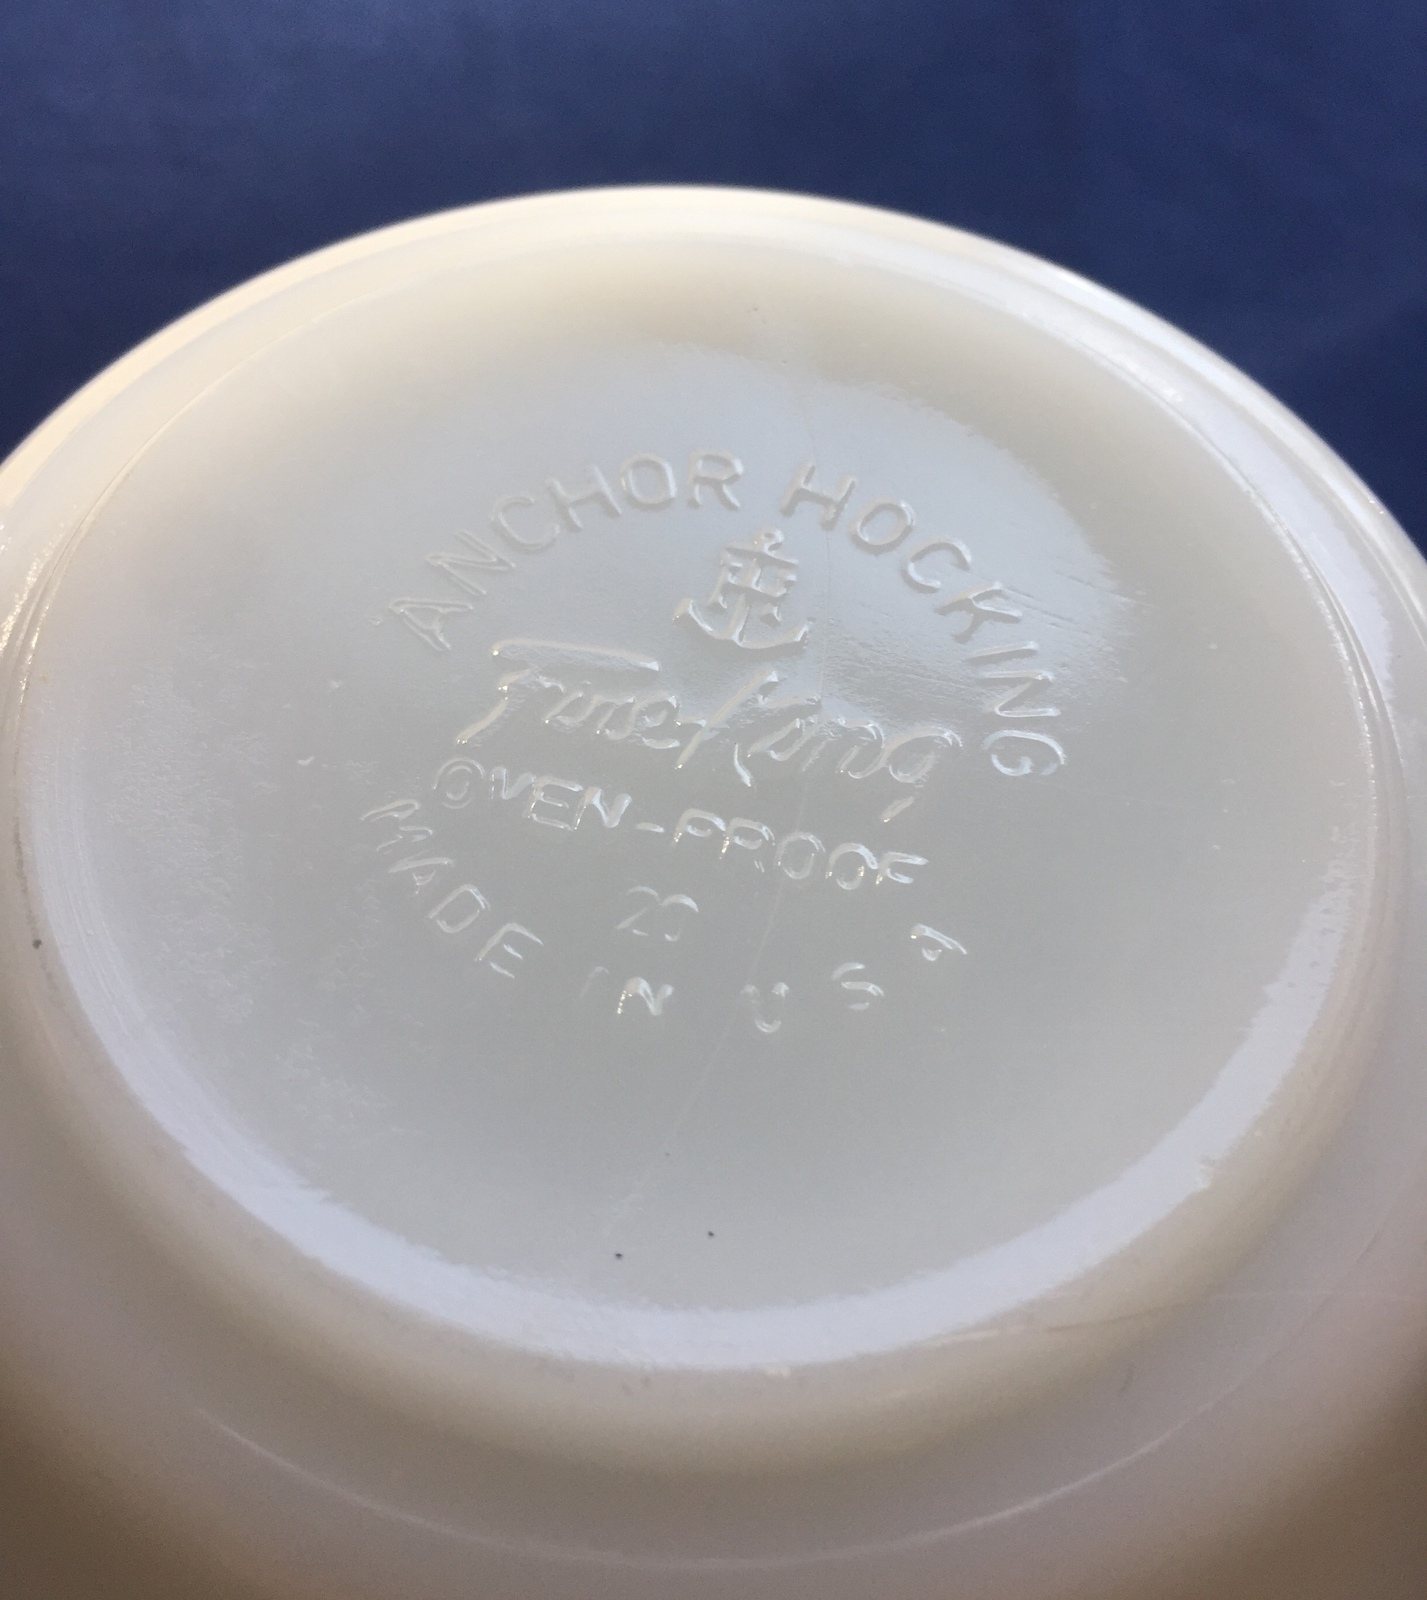 ANCHOR HOCKING
Fire King
OVEN-PROOF
MADE IN U S A